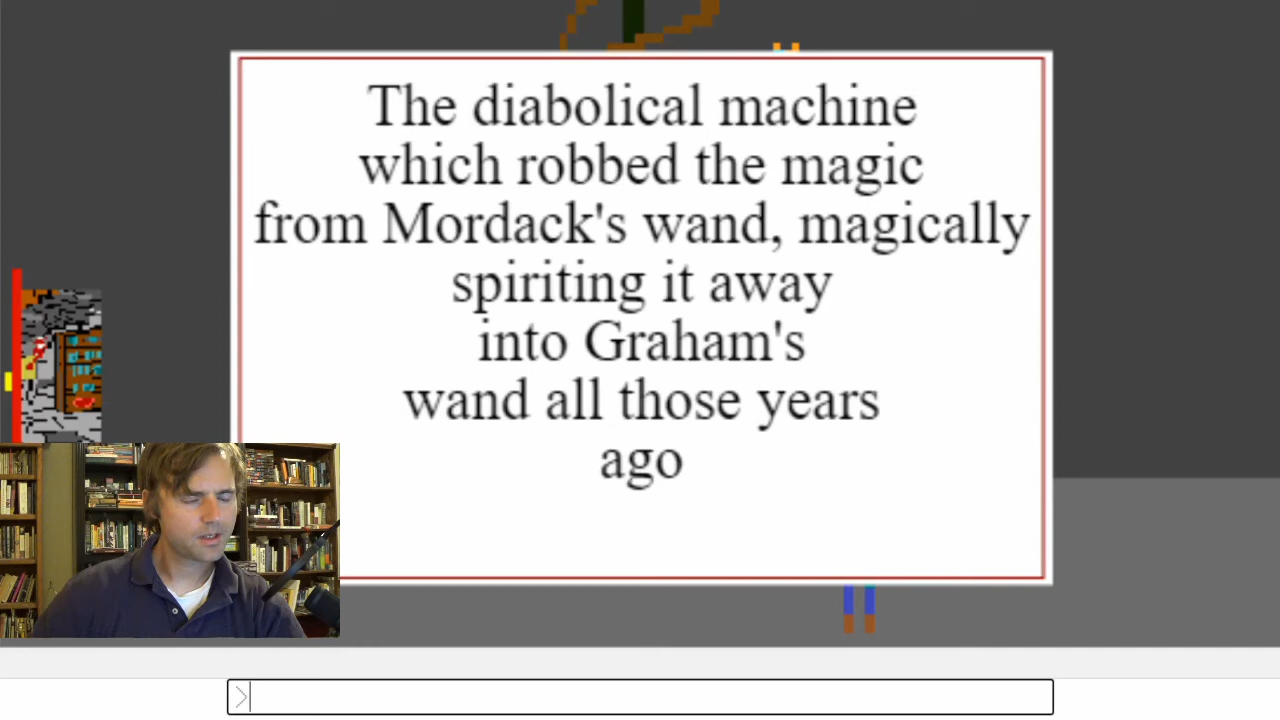 The diabolical machine
which robbed the magic
from Mordack's wand, magically
spiriting it away
into Graham's
wand all those years
ago
>